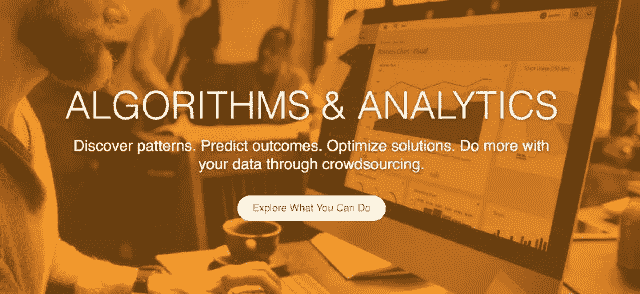 ALGORITHMS & ANALYTICS
Discover patterns. Predict outcomes. Optimize solutions. Do more with
your data through crowdsourcing.
Explore What You Can Do